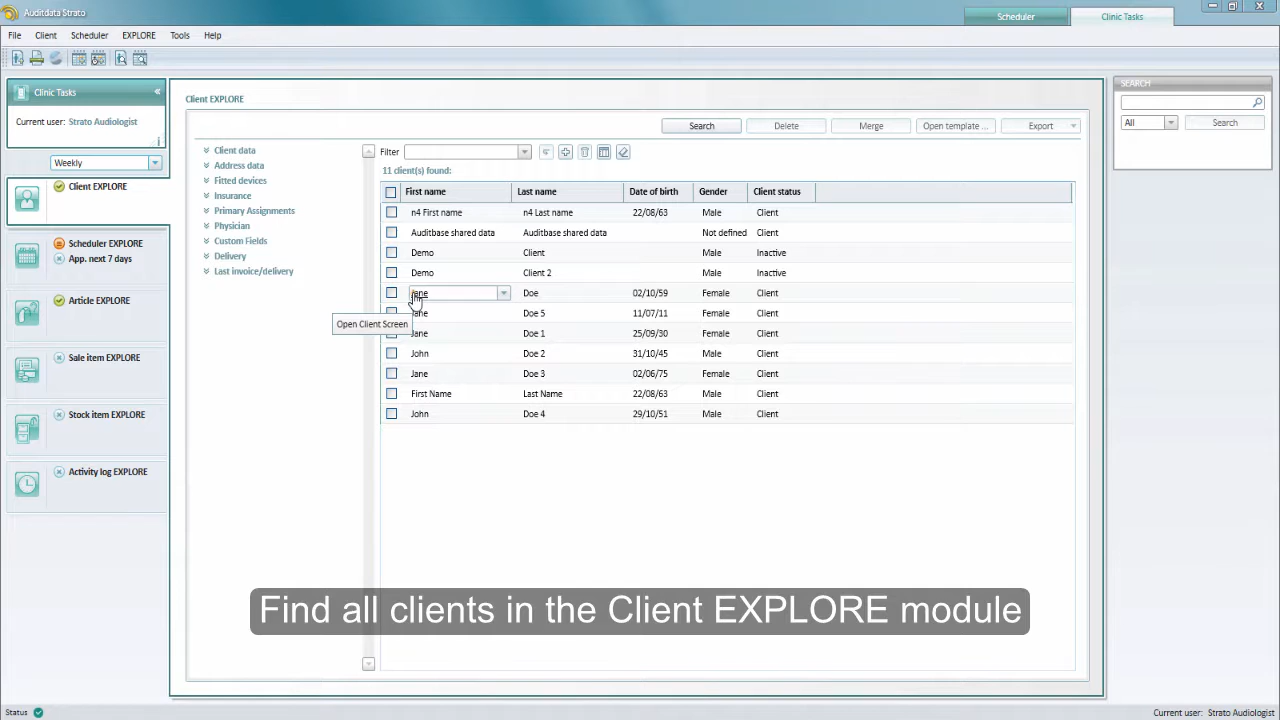 Auditdata Strato
Scheduler
Clinic Tasks
File Client Scheduler EXPLORE Tools Help
Clinic Tasks
Current user: Strato Audiologist
Weekly
Client EXPLORE
Scheduler EXPLORE
App. next 7 days
Article EXPLORE
Sale item EXPLORE
Stock item EXPLORE
Activity log EXPLORE
Client EXPLORE
Search Delete Merge Open template ... Export
Client data
Address data
Fitted devices
Insurance
Primary Assignments
Physician
Custom Fields
Delivery
Last invoice/delivery
Filter
11 client(s) found:
First name Last name Date of birth Gender Client status
n4 First name n4 Last name 22/08/63 Male Client
Auditbase shared data Auditbase shared data Not defined Client
Demo Client Male Inactive
Demo Client 2 Male Inactive
Jane Doe 02/10/59 Female Client
Jane Doe 5 11/07/11 Female Client
Open Client Screen
Jane Doe 1 25/09/30 Female Client
John Doe 2 31/10/45 Male Client
Jane Doe 3 02/06/75 Female Client
First Name Last Name 22/08/63 Male Client
John Doe 4 29/10/51 Male Client
SEARCH
All Search
Find all clients in the Client EXPLORE module
Status
Current user: Strato Audiologist